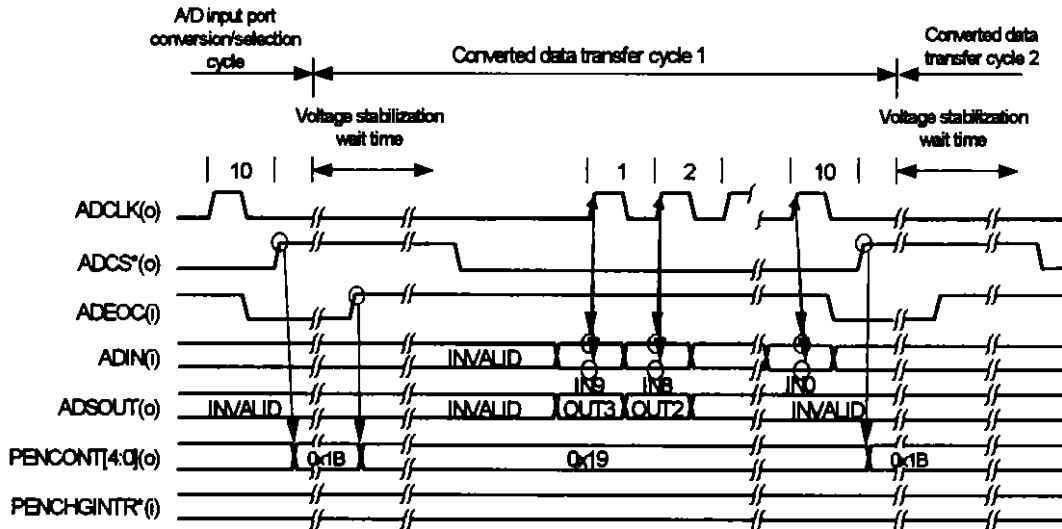 A/D input port
conversion/selection
cycle
Converted data transfer cycle 1
Converted data
transfer cycle 2
Voltage stabilization
wait time
Voltage stabilization
wait time
10
1
2
10
ADCLK(o)
ADCS*(o)
ADEOC(i)
ADIN(i)
INVALID
IN9
IN8
IN0
ADSOUT(o)
INVALID
INVALID
OUT3
OUT2
INVALID
PENCONT[4:0](o)
0x1B
0x19
0x1B
PENCHGINTR*(i)